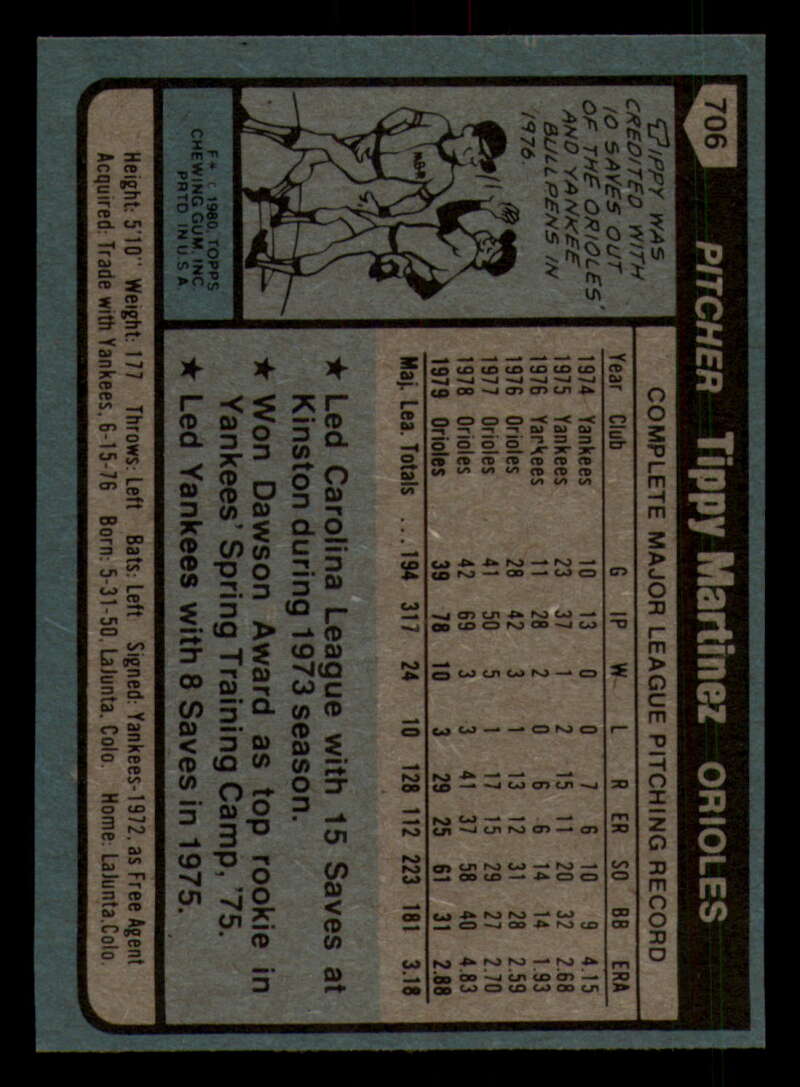 706 PITCHER Tippy Martinez ORIOLES
TIPPY WAS
CREDITED WITH
10 SAVES OUT
OF THE ORIOLES'
AND YANKEE
BULLPENS IN
1976.
COMPLETE MAJOR LEAGUE PITCHING RECORD
Year Club G IP W L R ER SO BB ERA
1974 Yankees 10 13 0 0 7 6 10 9 4.15
1975 Yankees 23 37 1 2 15 11 20 32 2.68
1976 Yankees 11 28 2 0 6 6 14 14 1.93
1976 Orioles 28 42 3 1 13 12 31 28 2.59
1977 Orioles 41 50 5 1 17 15 29 27 2.70
1978 Orioles 42 69 3 3 41 37 58 40 4.83
1979 Orioles 39 78 10 3 29 25 61 31 2.88
Maj. Lea. Totals ... 194 317 24 10 128 112 223 181 3.18
★ Led Carolina League with 15 Saves at
Kinston during 1973 season.
★ Won Dawson Award as top rookie in
Yankees' Spring Training Camp, '75.
★ Led Yankees with 8 Saves in 1975.
© 1980 TOPPS
CHEWING GUM, INC.
PRTD. IN U.S.A.
Height: 5'10" Weight: 177 Throws: Left Bats: Left Signed: Yankees-1972, as Free Agent
Acquired: Trade with Yankees, 6-15-76 Born: 5-31-50, LaJunta, Colo. Home: LaJunta, Colo.